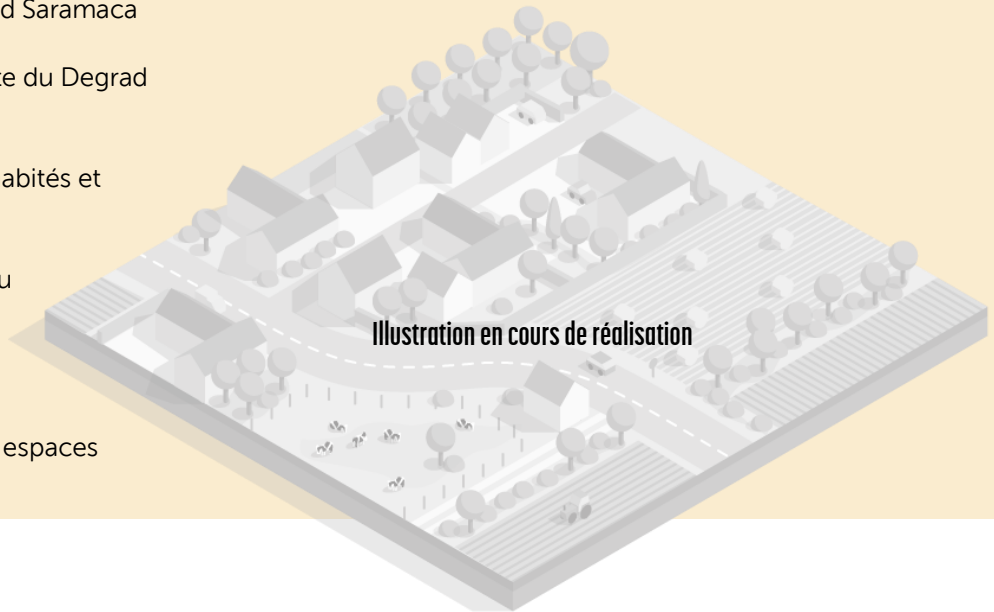 d Saramaca
te du Degrad
abités et
u
Illustration en cours de réalisation
espaces